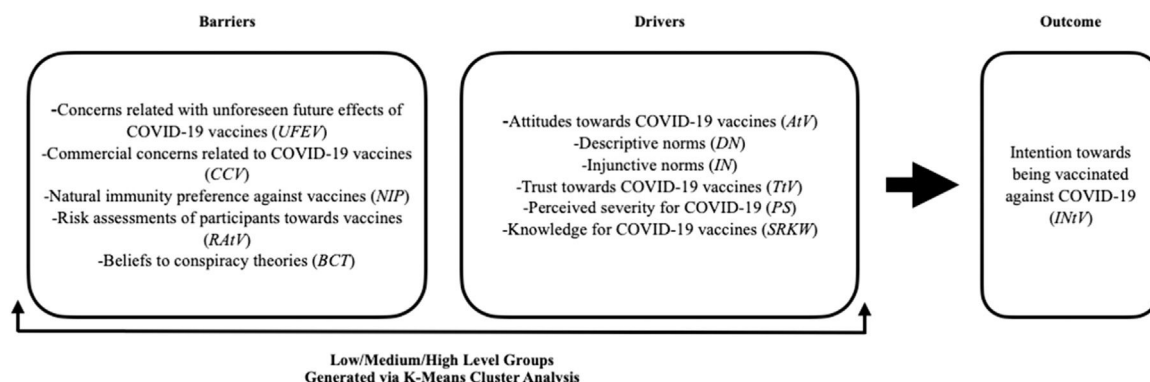 Barriers
-Concerns related with unforeseen future effects of
COVID-19 vaccines (UFEV)
-Commercial concerns related to COVID-19 vaccines
(CCV)
-Natural immunity preference against vaccines (NIP)
-Risk assessments of participants towards vaccines
(RAtV)
-Beliefs to conspiracy theories (BCT)
Drivers
-Attitudes towards COVID-19 vaccines (AtV)
-Descriptive norms (DN)
-Injunctive norms (IN)
-Trust towards COVID-19 vaccines (TtV)
-Perceived severity for COVID-19 (PS)
-Knowledge for COVID-19 vaccines (SRKW)
Outcome
Intention towards
being vaccinated
against COVID-19
(INtV)
Low/Medium/High Level Groups
Generated via K-Means Cluster Analysis